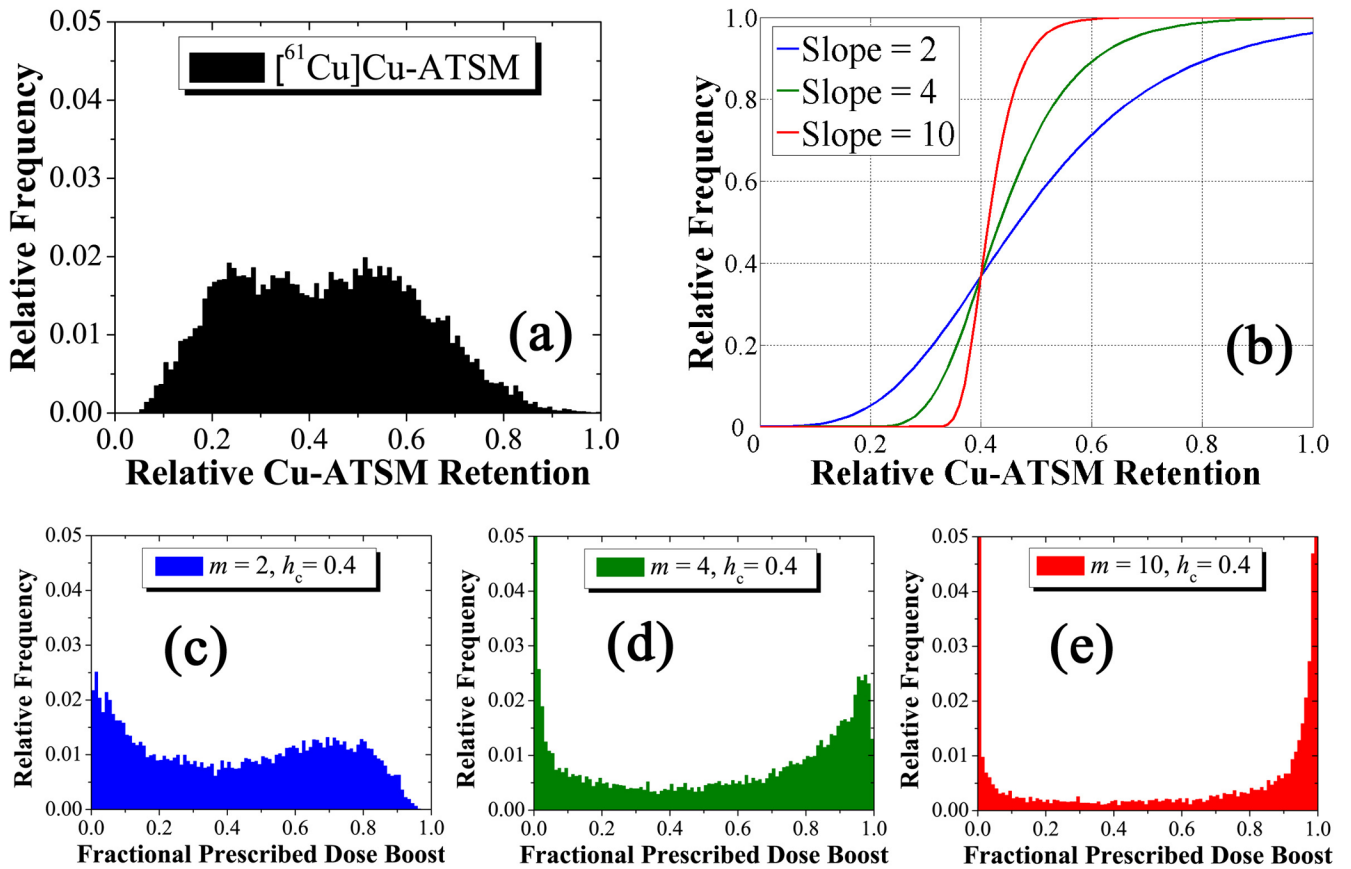 0.05
0.04
0.03
0.02
0.01
0.00
Relative Frequency
[⁶¹Cu]Cu-ATSM
(a)
0.0 0.2 0.4 0.6 0.8 1.0
Relative Cu-ATSM Retention
1.0
0.8
0.6
0.4
0.2
0
Relative Frequency
Slope = 2
Slope = 4
Slope = 10
(b)
0 0.2 0.4 0.6 0.8 1.0
Relative Cu-ATSM Retention
0.05
0.04
0.03
0.02
0.01
0.00
Relative Frequency
m = 2, hc = 0.4
(c)
0.0 0.2 0.4 0.6 0.8 1.0
Fractional Prescribed Dose Boost
0.05
0.04
0.03
0.02
0.01
0.00
Relative Frequency
m = 4, hc = 0.4
(d)
0.0 0.2 0.4 0.6 0.8 1.0
Fractional Prescribed Dose Boost
0.05
0.04
0.03
0.02
0.01
0.00
Relative Frequency
m = 10, hc = 0.4
(e)
0.0 0.2 0.4 0.6 0.8 1.0
Fractional Prescribed Dose Boost